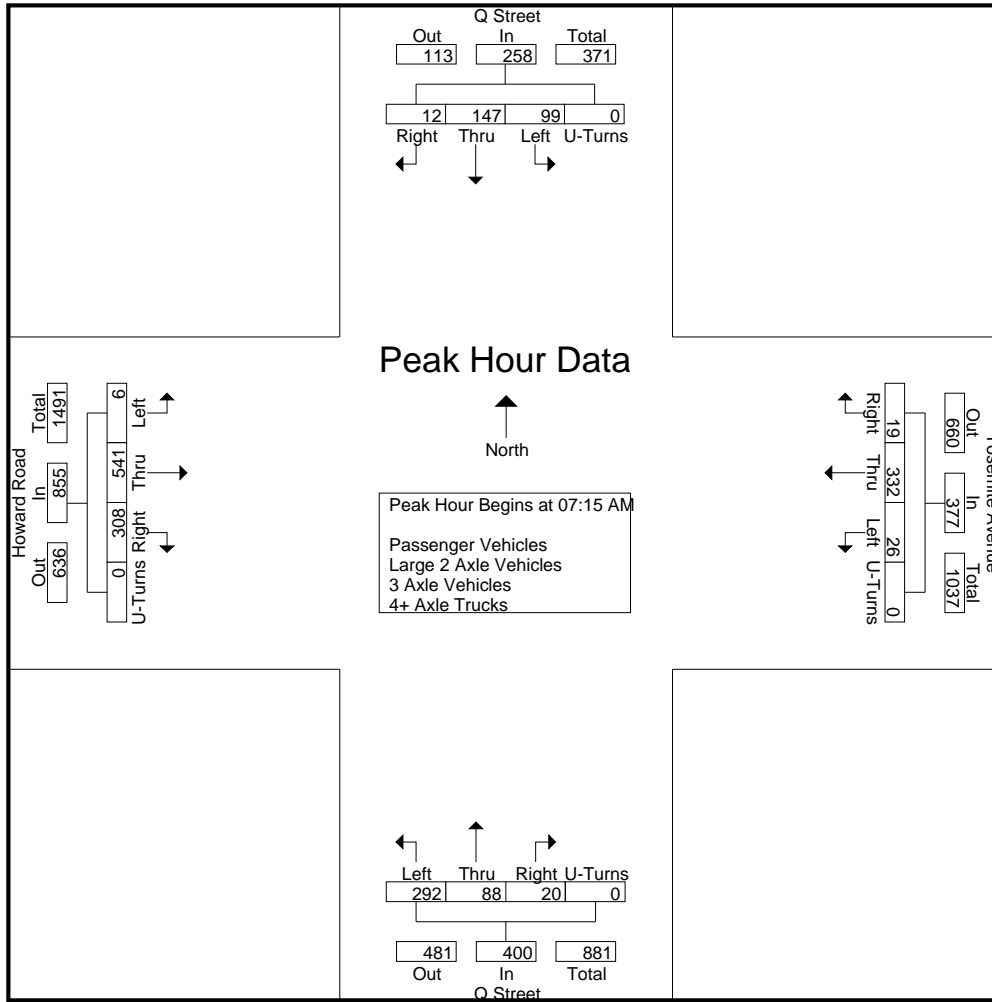 Q Street
Out In Total
113 258 371
12 147 99 0
Right Thru Left U-Turns
Peak Hour Data
North
Peak Hour Begins at 07:15 AM
Passenger Vehicles
Large 2 Axle Vehicles
3 Axle Vehicles
4+ Axle Trucks
Howard Road
Total In Out
1491 855 636
6 541 308 0
Left Thru Right U-Turns
Right Thru Left U-Turns
19 332 26 0
660 377 1037
Out In Total
Yosemite Avenue
Left Thru Right U-Turns
292 88 20 0
481 400 881
Out In Total
Q Street